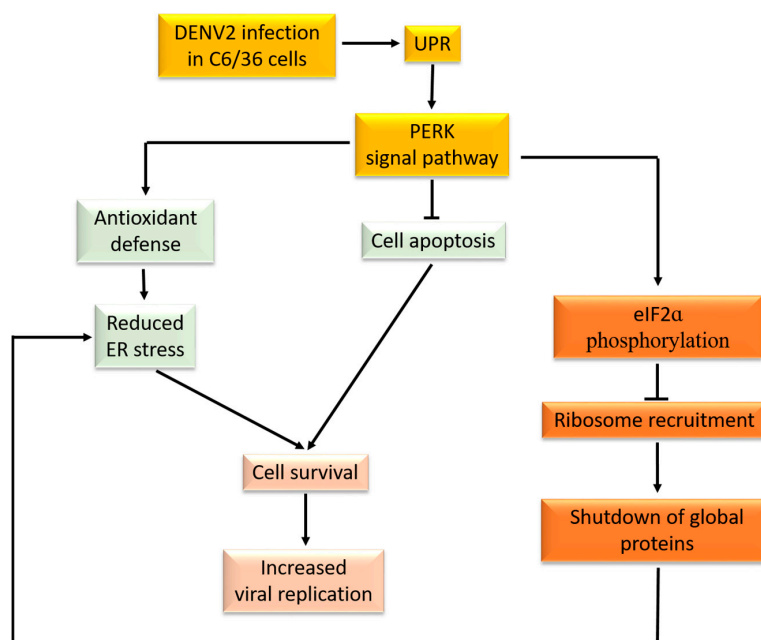 DENV2 infection
in C6/36 cells
UPR
PERK
signal pathway
Antioxidant
defense
Cell apoptosis
Reduced
ER stress
eIF2α
phosphorylation
Ribosome recruitment
Cell survival
Shutdown of global
proteins
Increased
viral replication